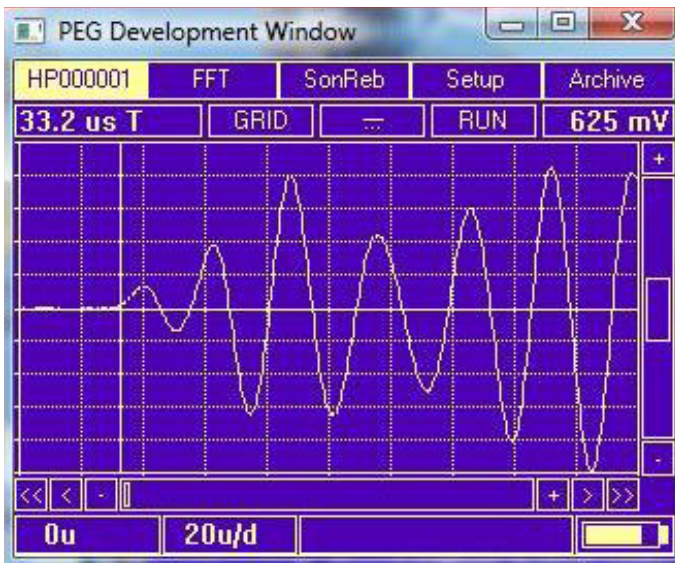 PEG Development Window
HP000001 FFT SonReb Setup Archive
33.2 us T GRID RUN 625 mV
+
-
<< < - + > >>
0u 20u/d